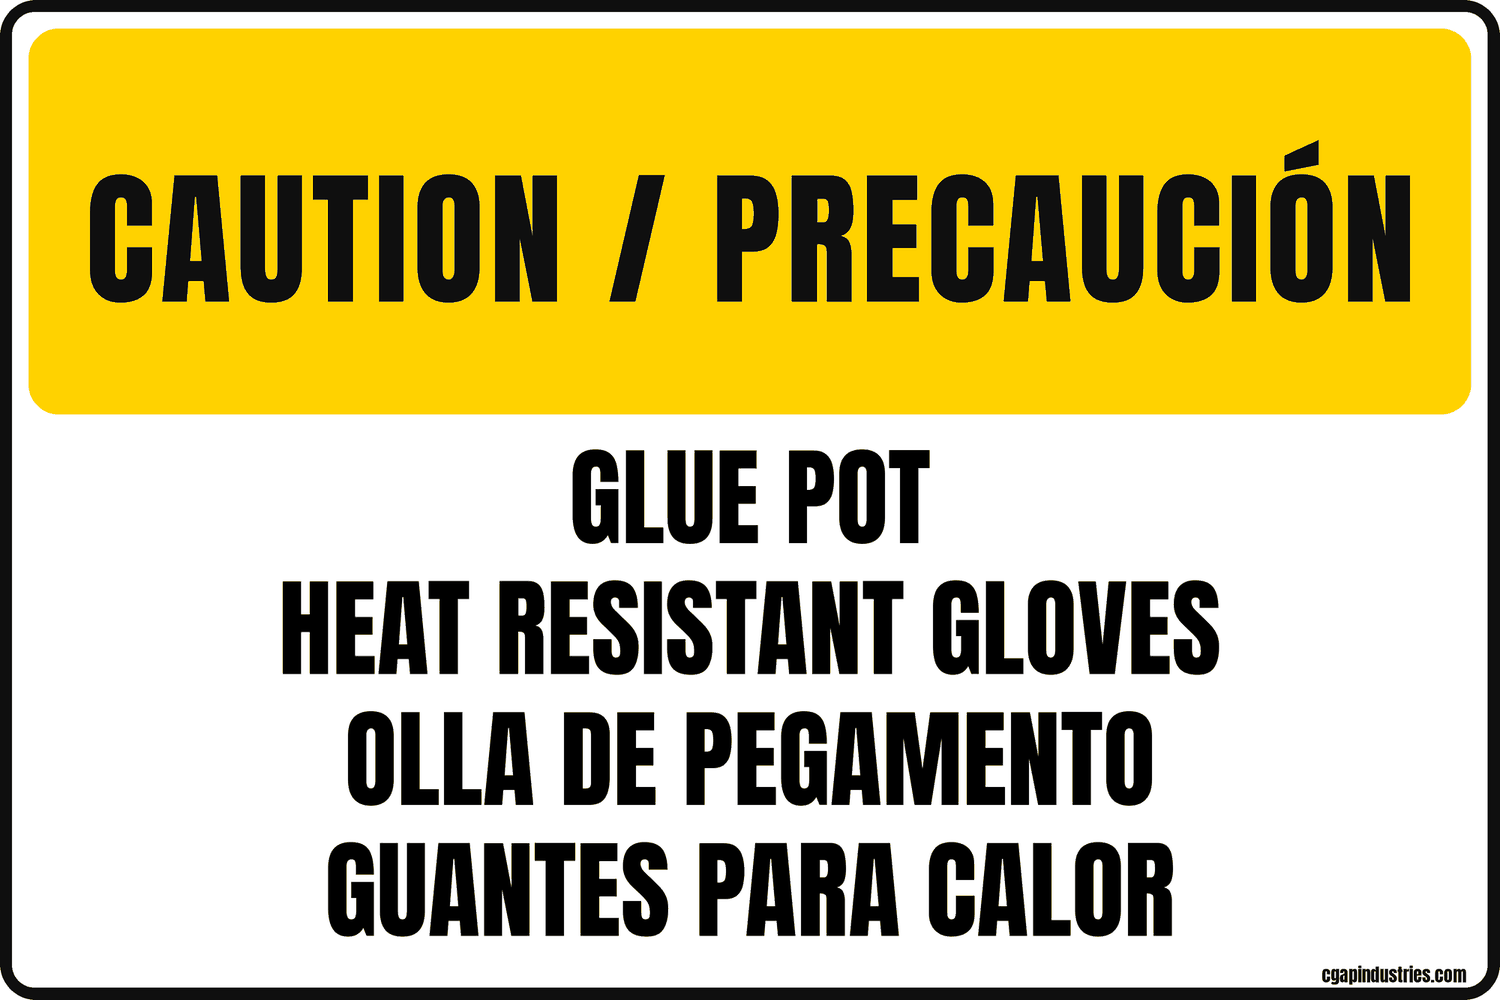 CAUTION / PRECAUCIÓN
GLUE POT
HEAT RESISTANT GLOVES
OLLA DE PEGAMENTO
GUANTES PARA CALOR
cgapindustries.com